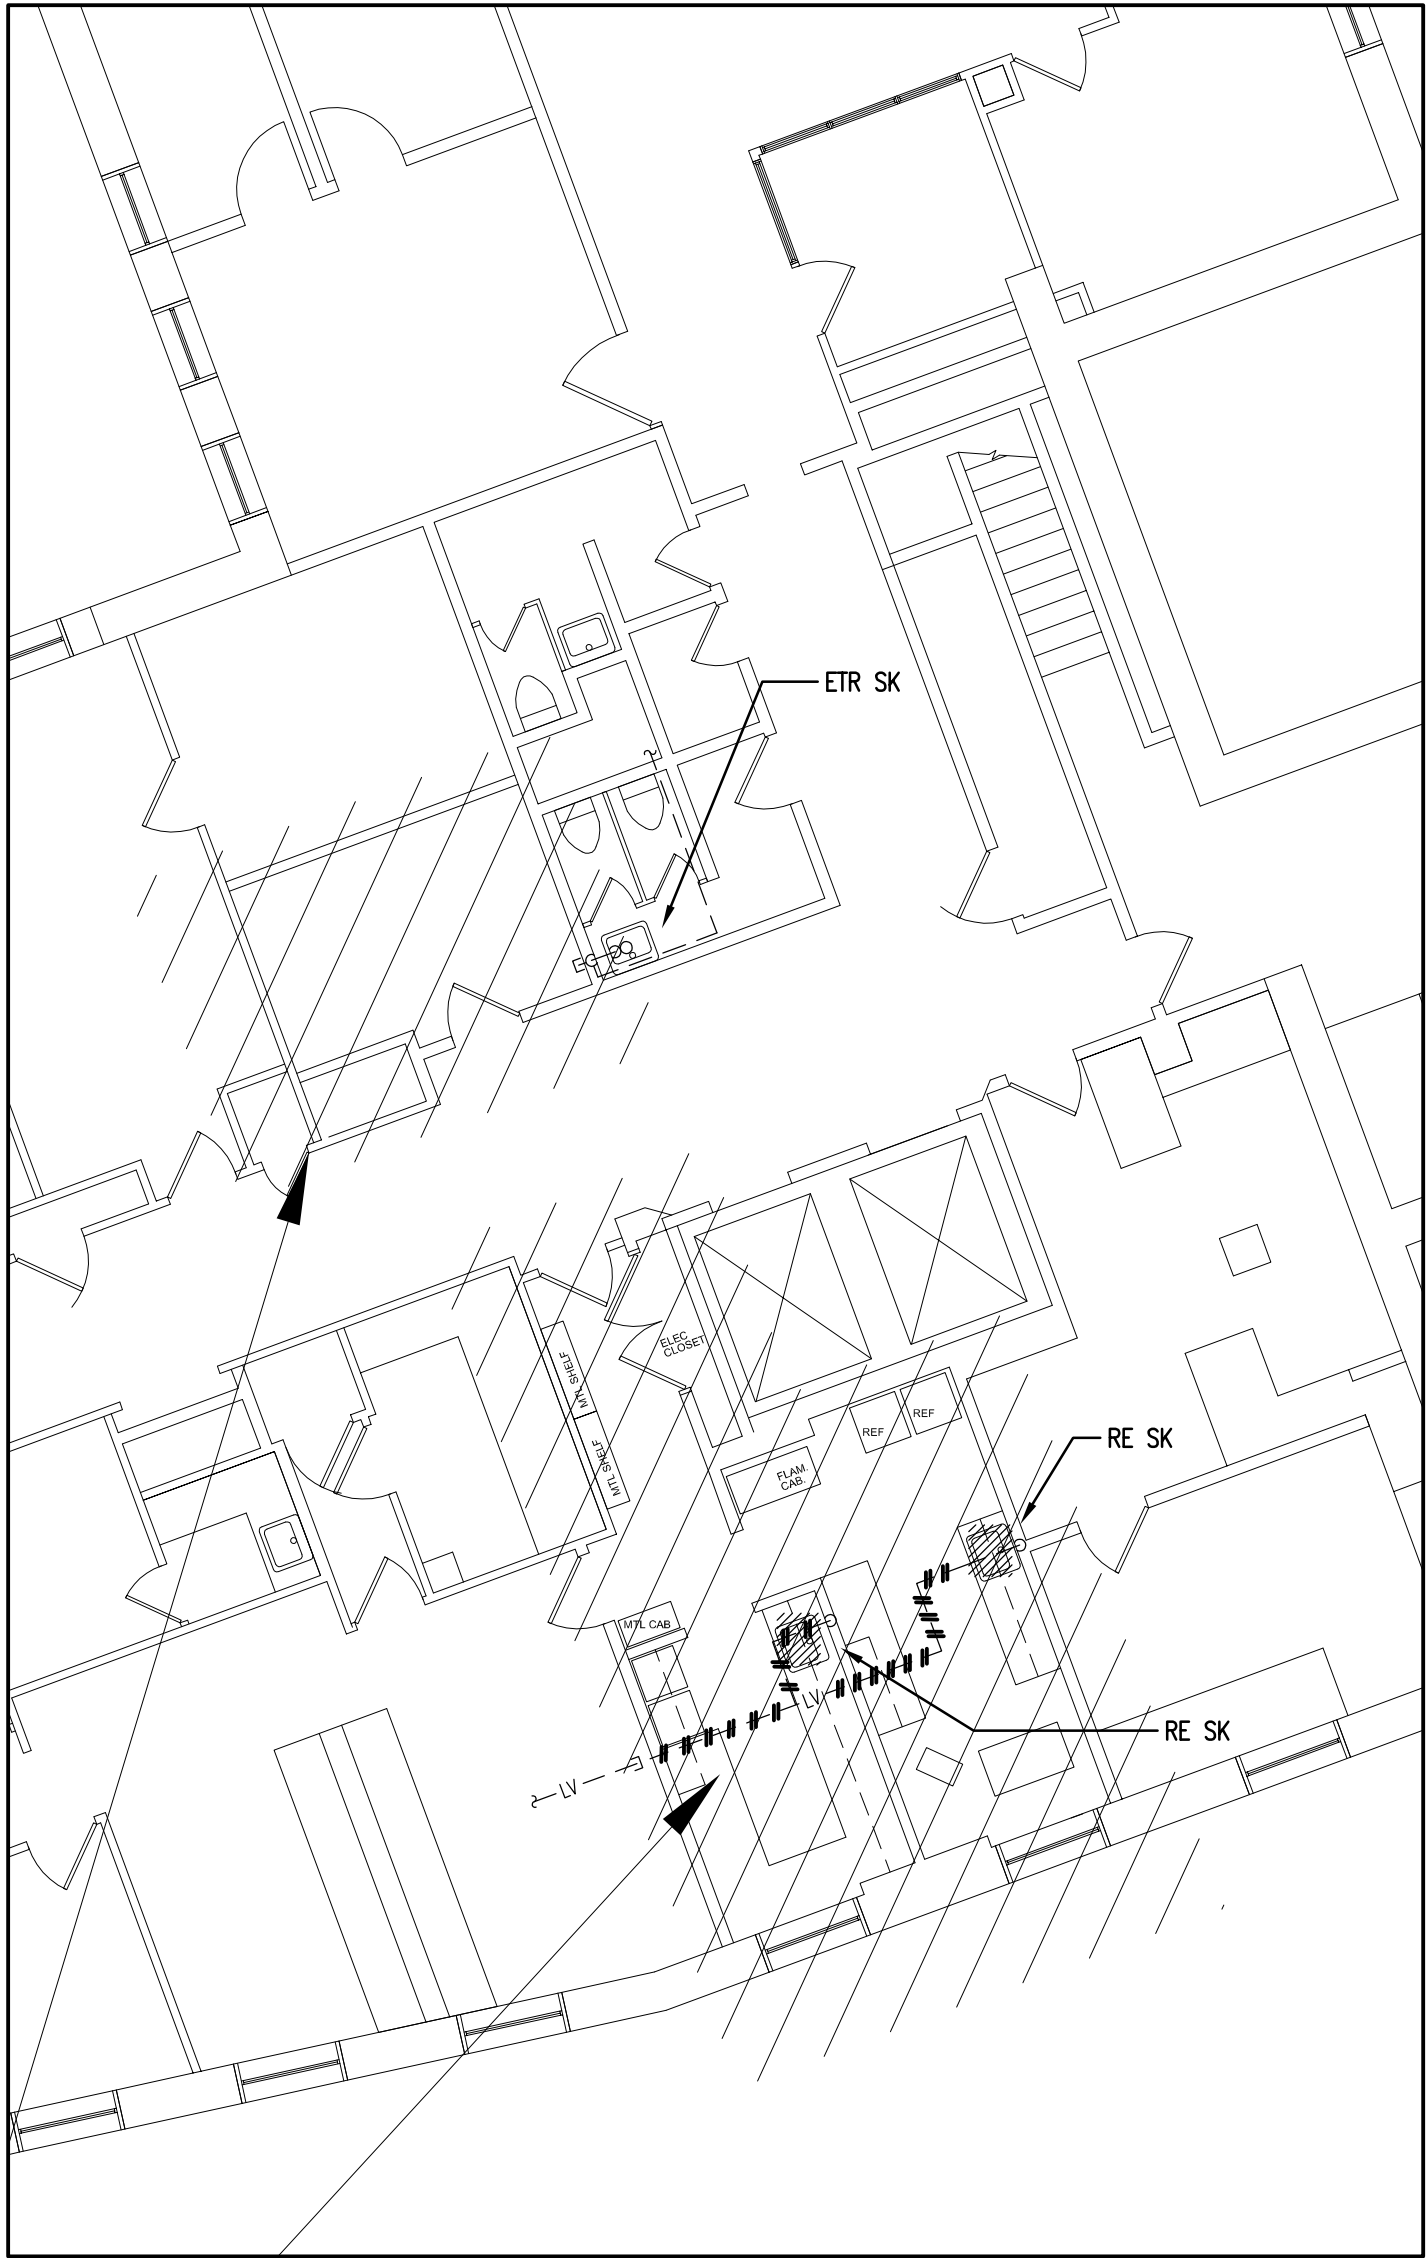 ETR SK
ELEC
CLOSET
MTL SHELF
MTL SHELF
REF
REF
RE SK
FLAM.
CAB.
MTL CAB
LV
RE SK
LV